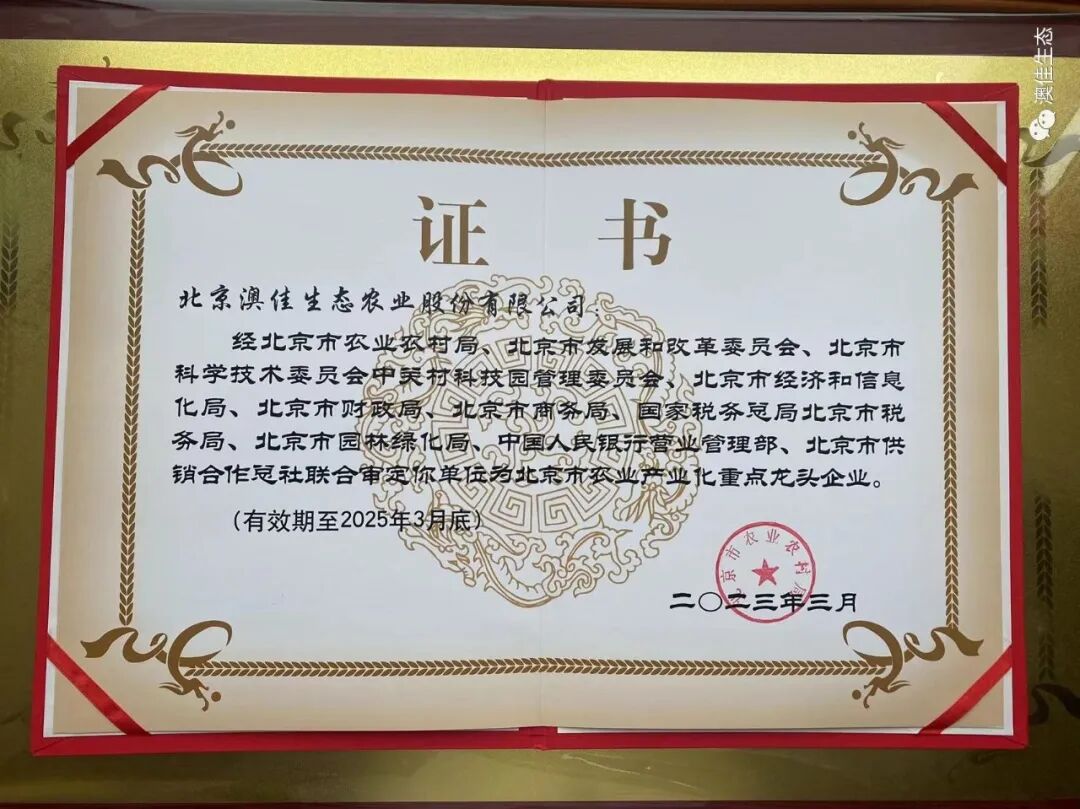 澳佳生态
证书
北京澳佳生态农业股份有限公司：
经北京市农业农村局、北京市发展和改革委员会、北京市
科学技术委员会中关村科技园管理委员会、北京市经济和信息
化局、北京市财政局、北京市商务局、国家税务总局北京市税
务局、北京市园林绿化局、中国人民银行营业管理部、北京市供
销合作总社联合审定你单位为北京市农业产业化重点龙头企业。
（有效期至2025年3月底）
北京市农业农村局
二〇二三年三月